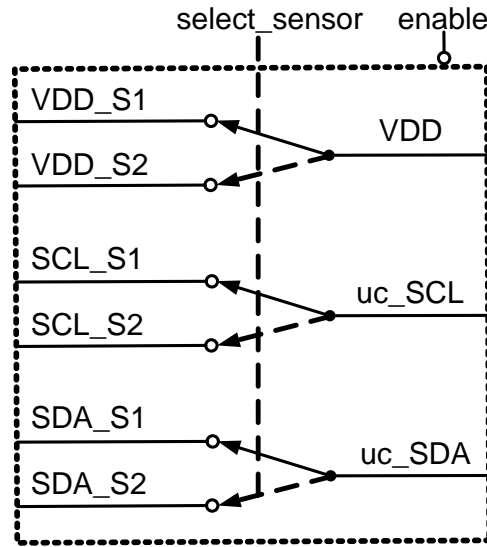 select_sensor enable
VDD_S1
VDD
VDD_S2
SCL_S1
uc_SCL
SCL_S2
SDA_S1
uc_SDA
SDA_S2